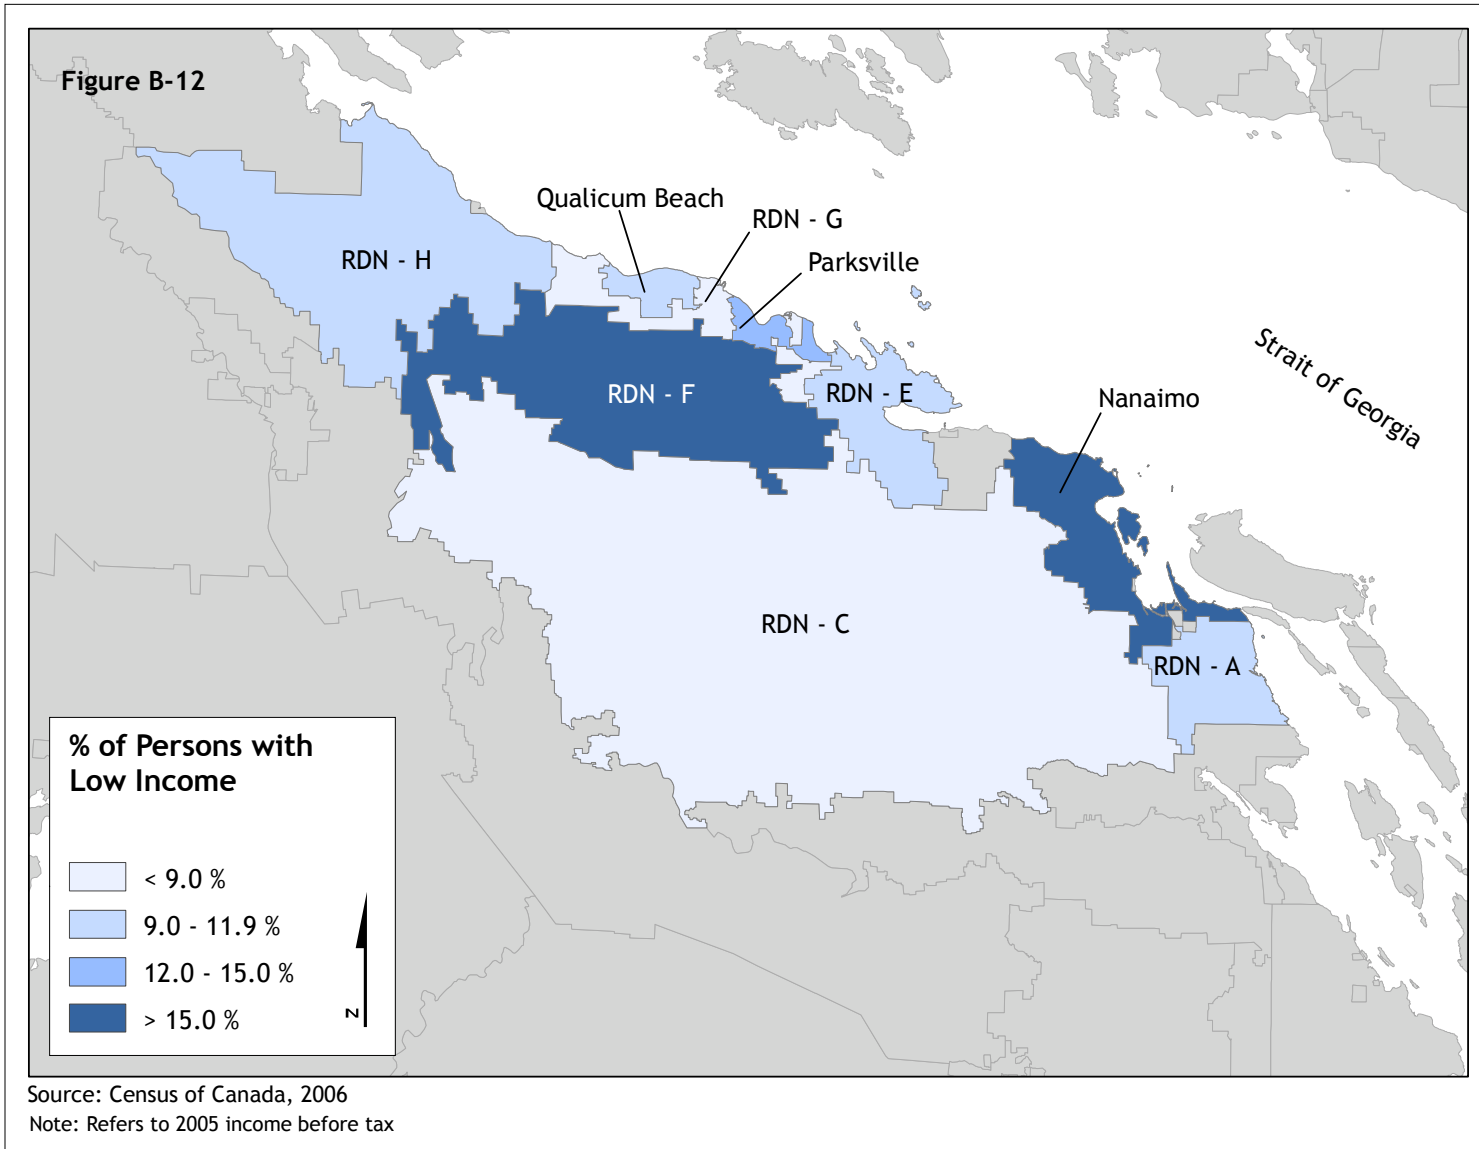 Figure B-12
Qualicum Beach
RDN - G
Parksville
RDN - H
Strait of Georgia
RDN - F
RDN - E
Nanaimo
RDN - C
RDN - A
% of Persons with
Low Income
< 9.0 %
9.0 - 11.9 %
12.0 - 15.0 %
> 15.0 %
N
Source: Census of Canada, 2006
Note: Refers to 2005 income before tax